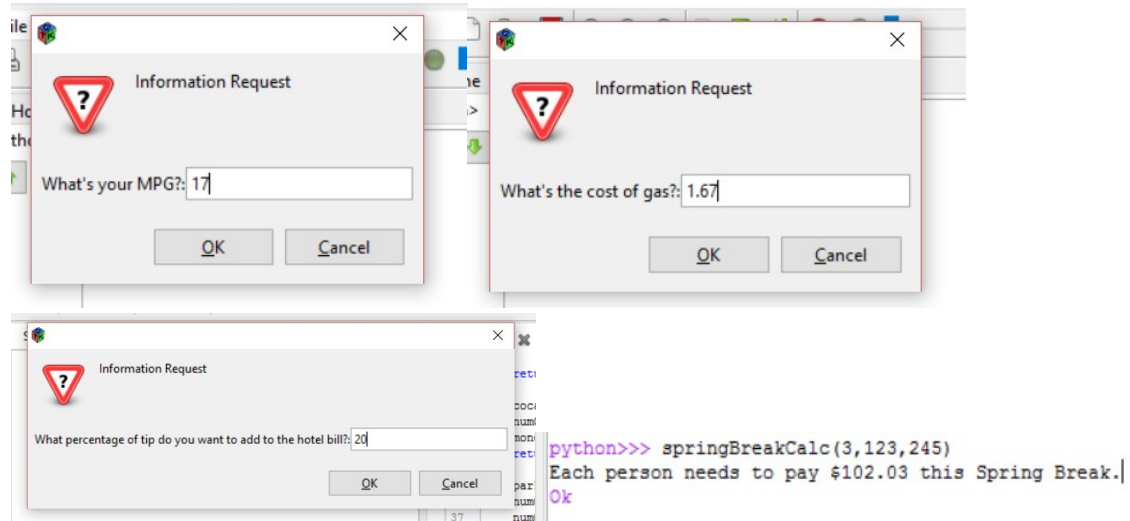 ile
Information Request
What's your MPG?: 17
OK Cancel
Information Request
What's the cost of gas?: 1.67
OK Cancel
Information Request
What percentage of tip do you want to add to the hotel bill?: 20
OK Cancel
37
python>>> springBreakCalc(3,123,245)
Each person needs to pay $102.03 this Spring Break.
Ok